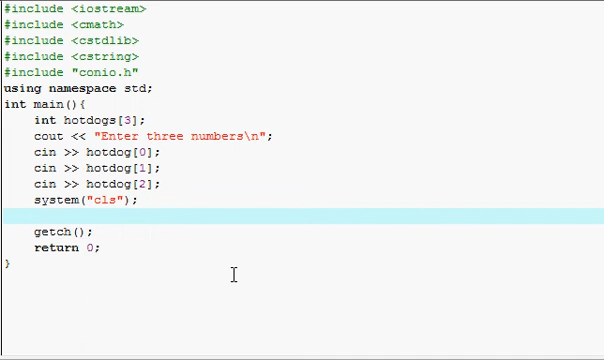 #include <iostream>
#include <cmath>
#include <cstdlib>
#include <cstring>
#include "conio.h"
using namespace std;
int main(){
    int hotdogs[3];
    cout << "Enter three numbers\n";
    cin >> hotdog[0];
    cin >> hotdog[1];
    cin >> hotdog[2];
    system("cls");
    getch();
    return 0;
}